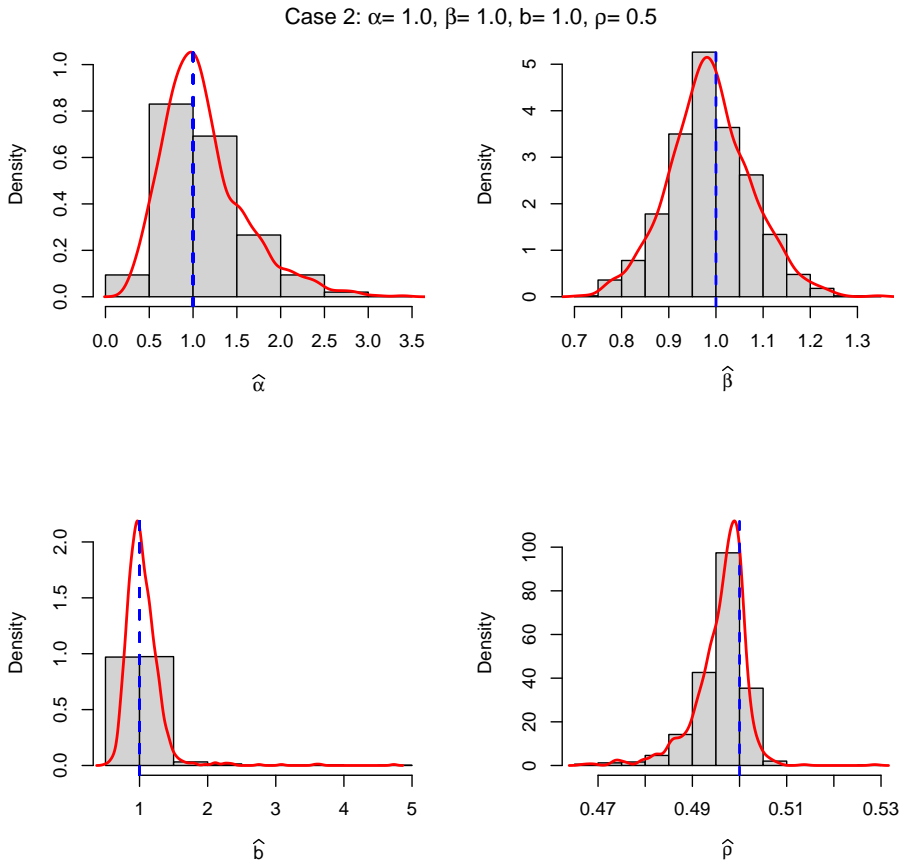 Case 2: α= 1.0, β= 1.0, b= 1.0, ρ= 0.5
Density
0.0 0.2 0.4 0.6 0.8 1.0
0.0 0.5 1.0 1.5 2.0 2.5 3.0 3.5
α̂
Density
0 1 2 3 4 5
0.7 0.8 0.9 1.0 1.1 1.2 1.3
β̂
Density
0.0 0.5 1.0 1.5 2.0
1 2 3 4 5
b̂
Density
0 20 40 60 80 100
0.47 0.49 0.51 0.53
ρ̂